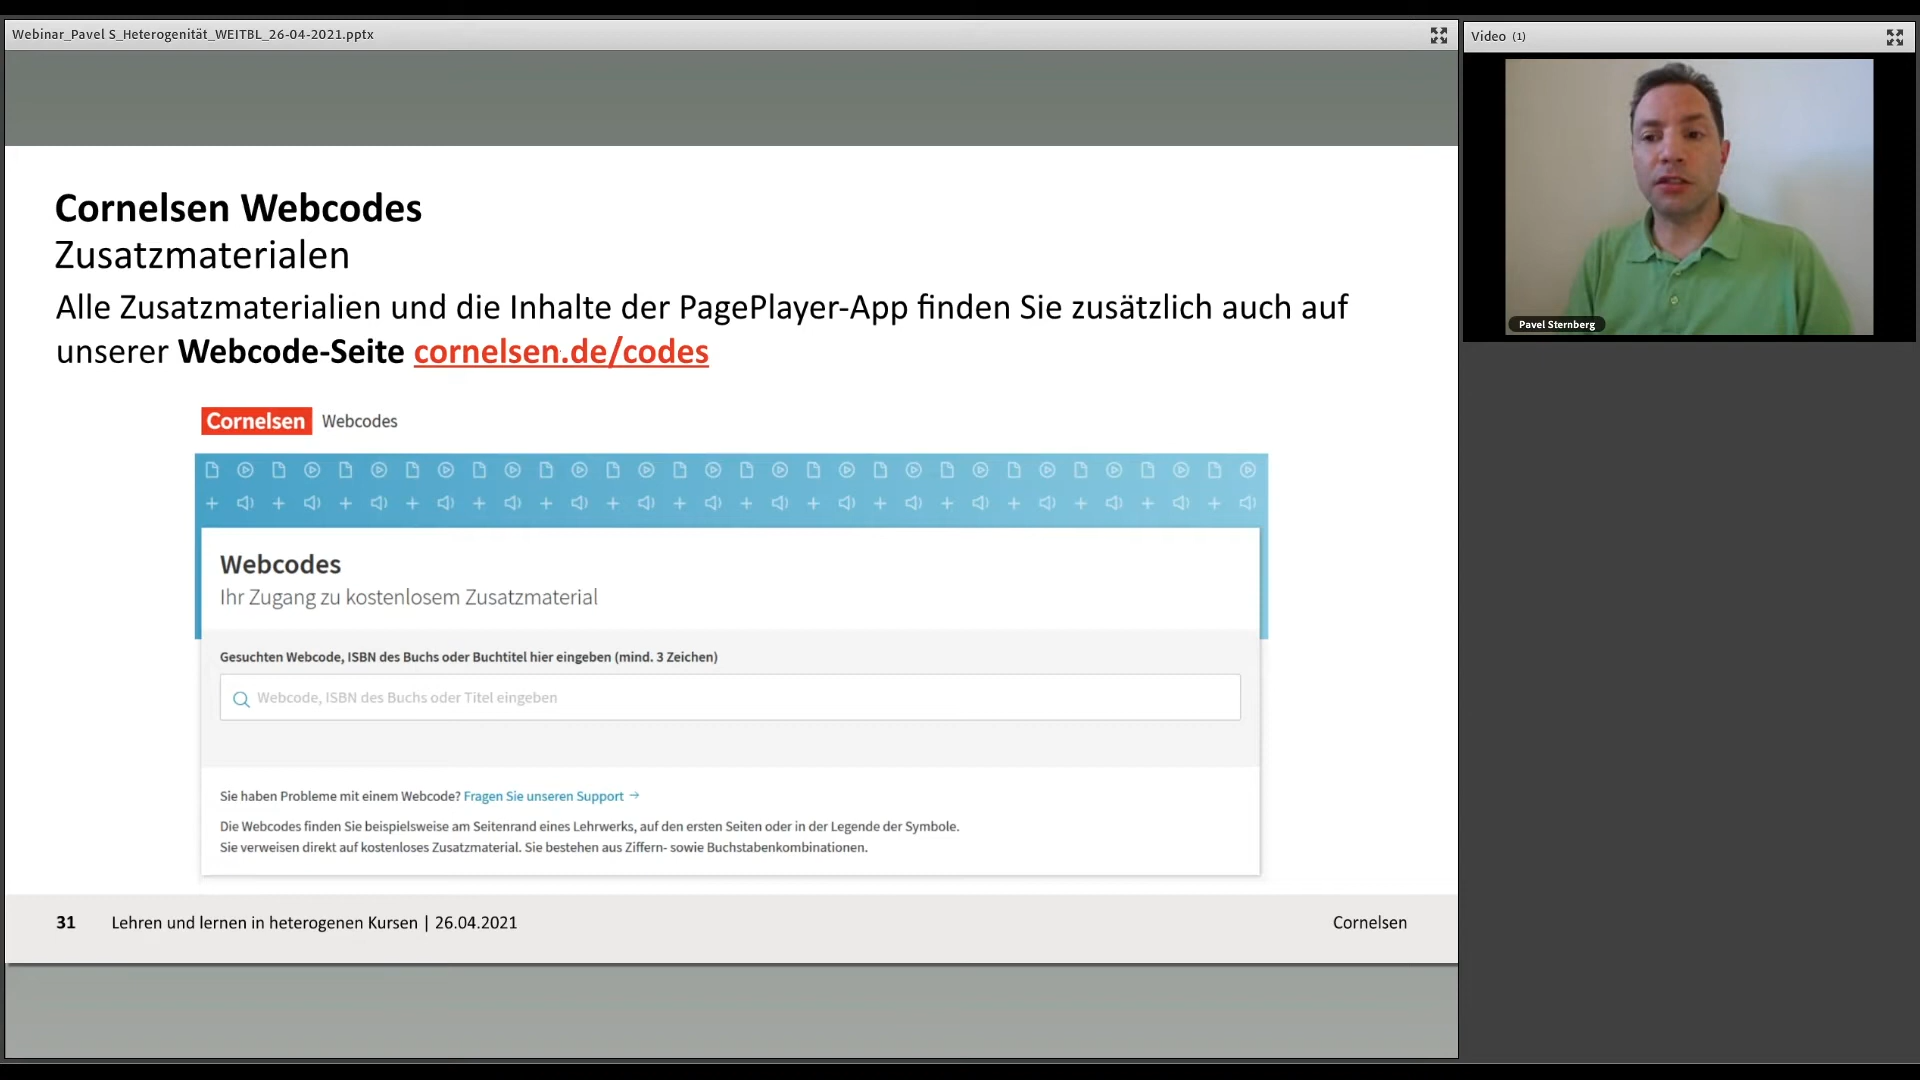 Webinar_Pavel S_Heterogenität_WEITBL_26-04-2021.pptx
Video (1)
Pavel Sternberg
Cornelsen Webcodes
Zusatzmaterialen
Alle Zusatzmaterialien und die Inhalte der PagePlayer-App finden Sie zusätzlich auch auf
unserer Webcode-Seite cornelsen.de/codes
Cornelsen Webcodes
Webcodes
Ihr Zugang zu kostenlosem Zusatzmaterial
Gesuchten Webcode, ISBN des Buchs oder Buchtitel hier eingeben (mind. 3 Zeichen)
Webcode, ISBN des Buchs oder Titel eingeben
Sie haben Probleme mit einem Webcode? Fragen Sie unseren Support →
Die Webcodes finden Sie beispielsweise am Seitenrand eines Lehrwerks, auf den ersten Seiten oder in der Legende der Symbole.
Sie verweisen direkt auf kostenloses Zusatzmaterial. Sie bestehen aus Ziffern- sowie Buchstabenkombinationen.
31 Lehren und lernen in heterogenen Kursen | 26.04.2021 Cornelsen